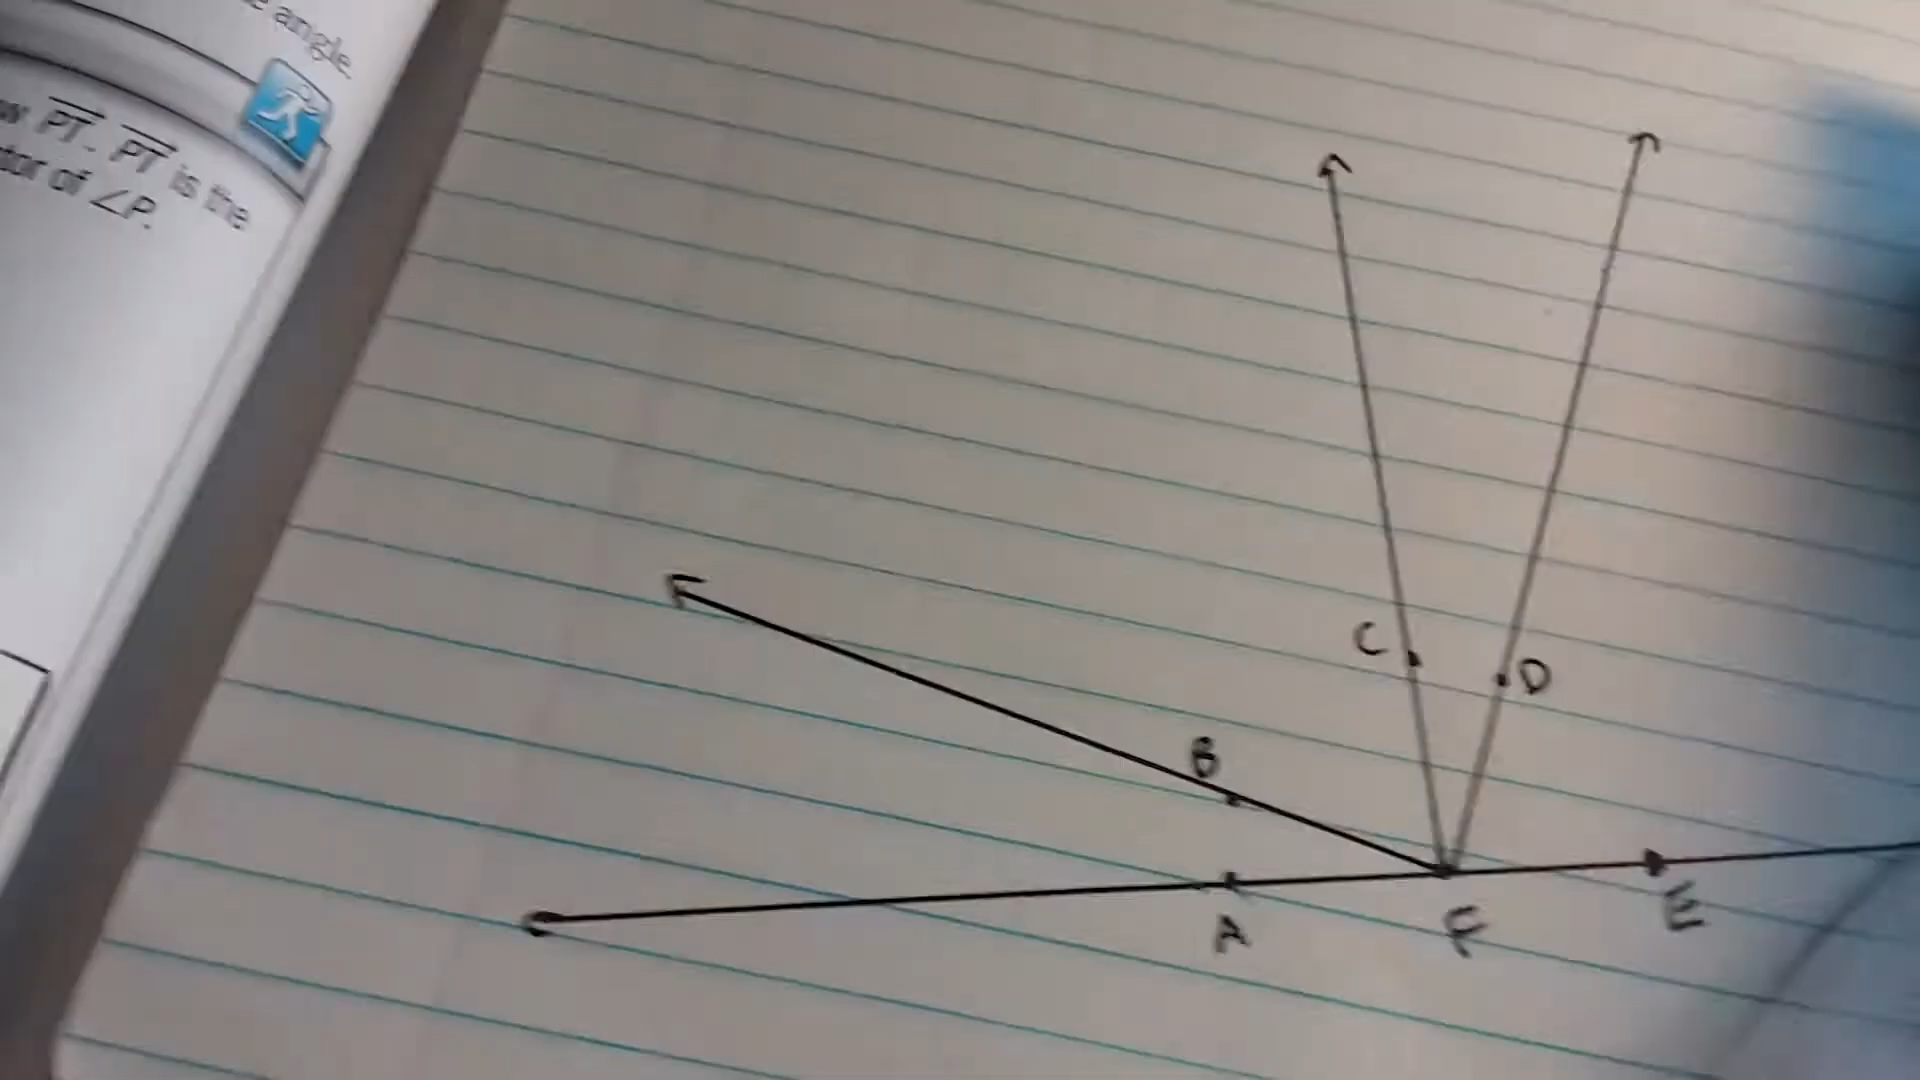 angle.
PT. PT is the
of ∠P.
C
D
B
A
F
E